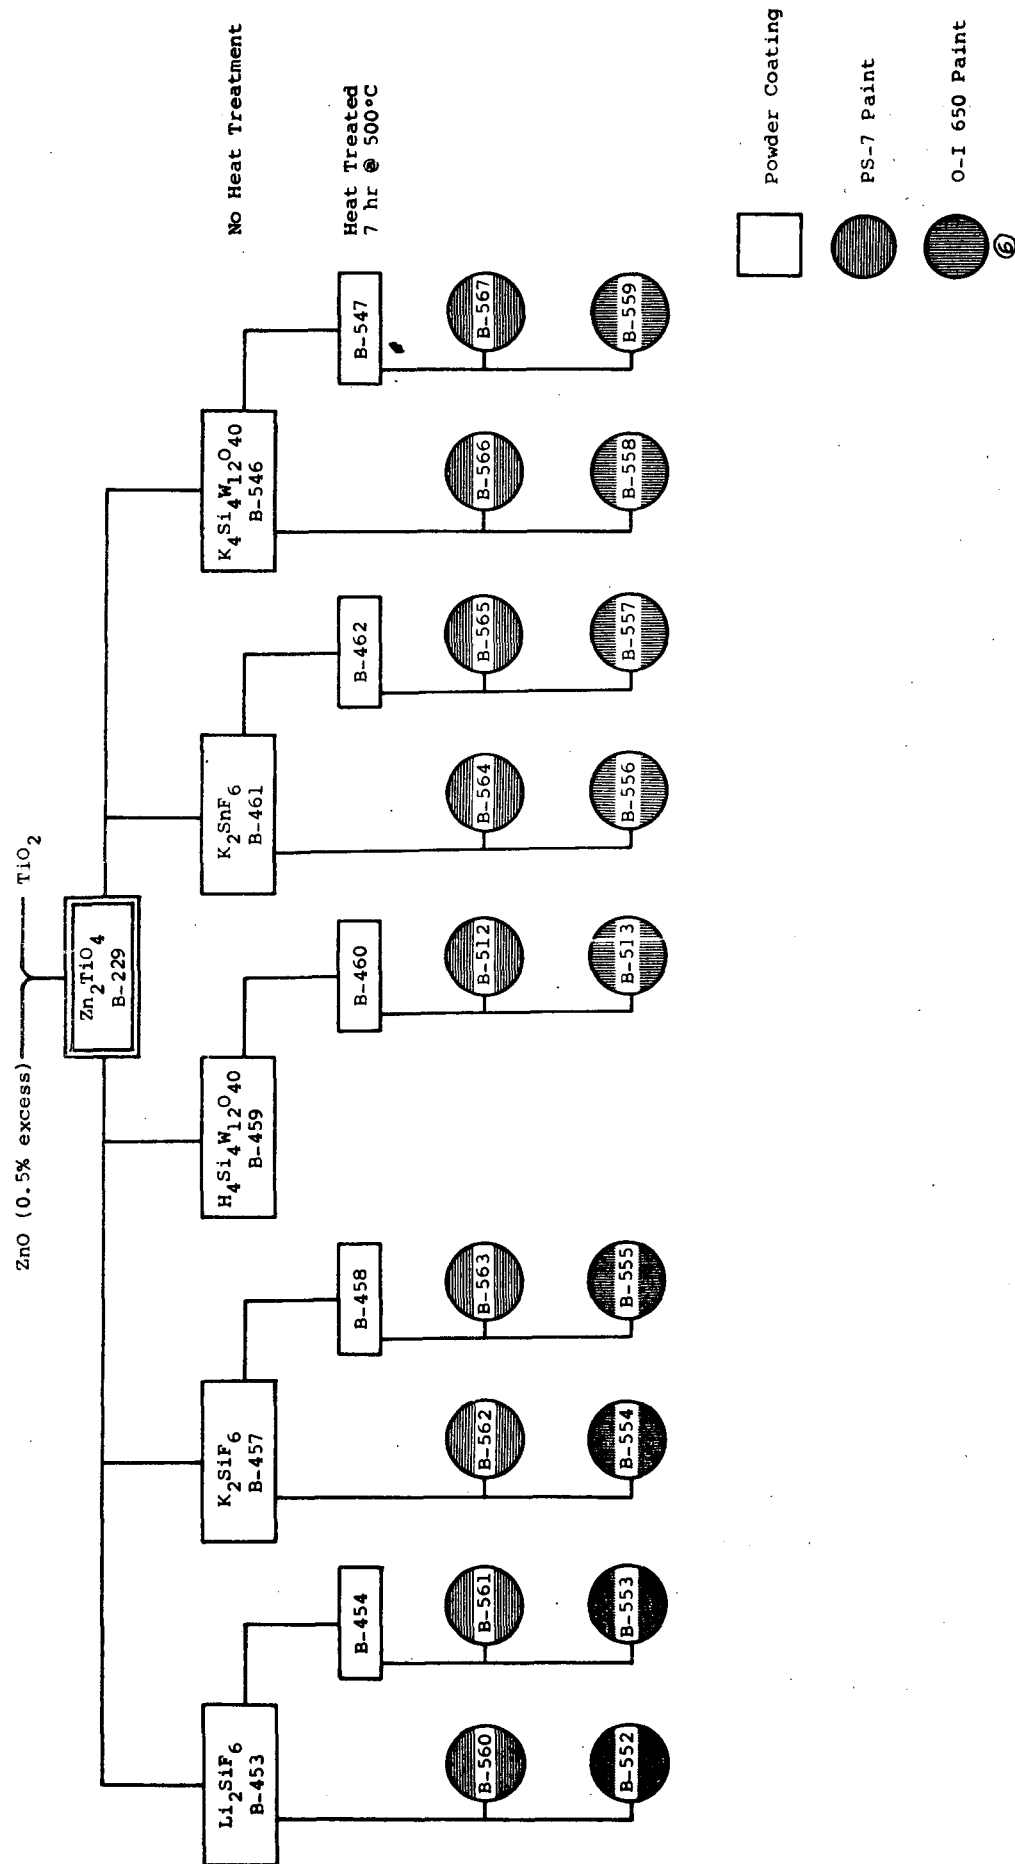 ZnO (0.5% excess) TiO2
Zn2TiO4
B-229
No Heat Treatment
Li2SiF6
B-453
K2SiF6
B-457
H4Si4W12O40
B-459
K2SnF6
B-461
K4Si4W12O40
B-546
Heat Treated
7 hr @ 500°C
B-454
B-458
B-460
B-462
B-547
B-560
B-561
B-562
B-563
B-512
B-564
B-565
B-566
B-567
B-552
B-553
B-554
B-555
B-513
B-556
B-557
B-558
B-559
Powder Coating
PS-7 Paint
O-I 650 Paint
6